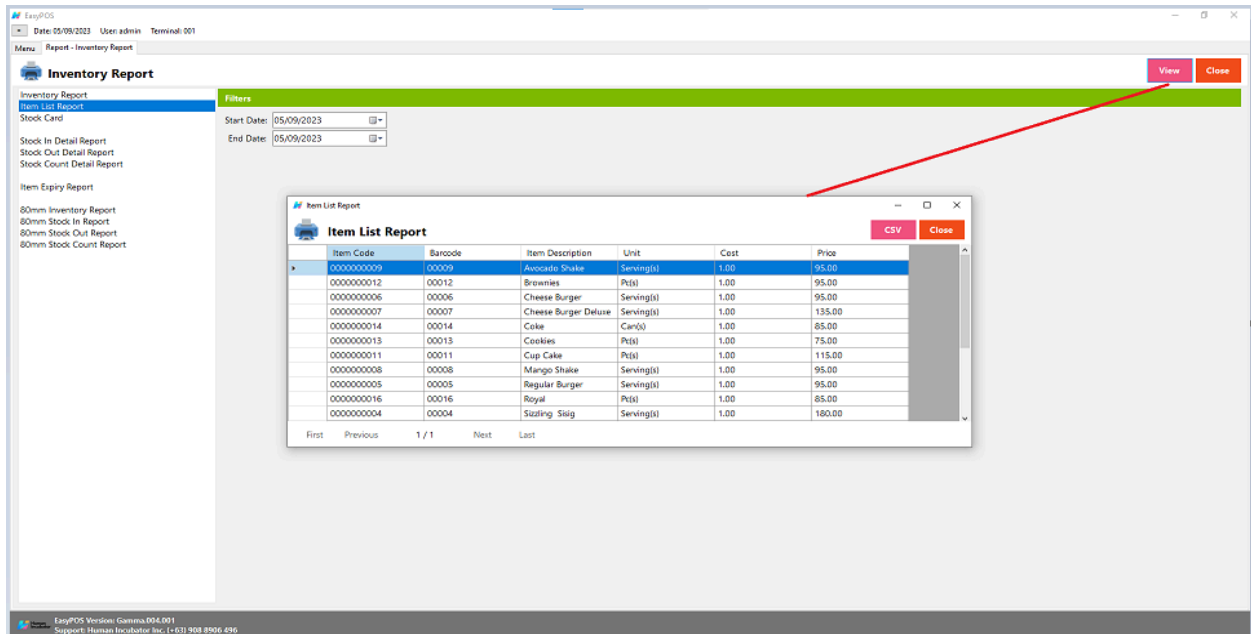 EasyPOS
Date: 05/09/2023 User: admin Terminal: 001
Menu Report - Inventory Report
Inventory Report View Close
Inventory Report
Item List Report
Stock Card
Stock In Detail Report
Stock Out Detail Report
Stock Count Detail Report
Item Expiry Report
80mm Inventory Report
80mm Stock In Report
80mm Stock Out Report
80mm Stock Count Report
Filters
Start Date: 05/09/2023
End Date: 05/09/2023
Item List Report
Item List Report CSV Close
Item Code Barcode Item Description Unit Cost Price
0000000009 00009 Avocado Shake Serving(s) 1.00 95.00
0000000012 00012 Brownies Pc(s) 1.00 95.00
0000000006 00006 Cheese Burger Serving(s) 1.00 95.00
0000000007 00007 Cheese Burger Deluxe Serving(s) 1.00 135.00
0000000014 00014 Coke Can(s) 1.00 85.00
0000000013 00013 Cookies Pc(s) 1.00 75.00
0000000011 00011 Cup Cake Pc(s) 1.00 115.00
0000000008 00008 Mango Shake Serving(s) 1.00 95.00
0000000005 00005 Regular Burger Serving(s) 1.00 95.00
0000000016 00016 Royal Pc(s) 1.00 85.00
0000000004 00004 Sizzling Sisig Serving(s) 1.00 180.00
First Previous 1 / 1 Next Last
EasyPOS Version: Gamma.004.001
Support: Human Incubator Inc. (+63) 908 8906 496